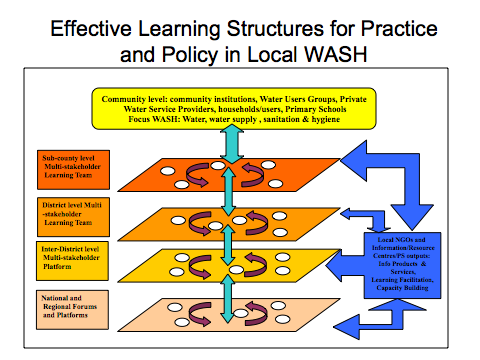 Effective Learning Structures for Practice
and Policy in Local WASH
Community level: community institutions, Water Users Groups, Private
Water Service Providers, households/users, Primary Schools
Focus WASH: Water, water supply , sanitation & hygiene
Sub-county level
Multi-stakeholder
Learning Team
District level Multi
-stakeholder
Learning Team
Inter-District level
Multi-stakeholder
Platform
National and
Regional Forums
and Platforms
Local NGOs and
Information/Resource
Centres/PS outputs:
Info Products &
Services,
Learning Facilitation,
Capacity Building